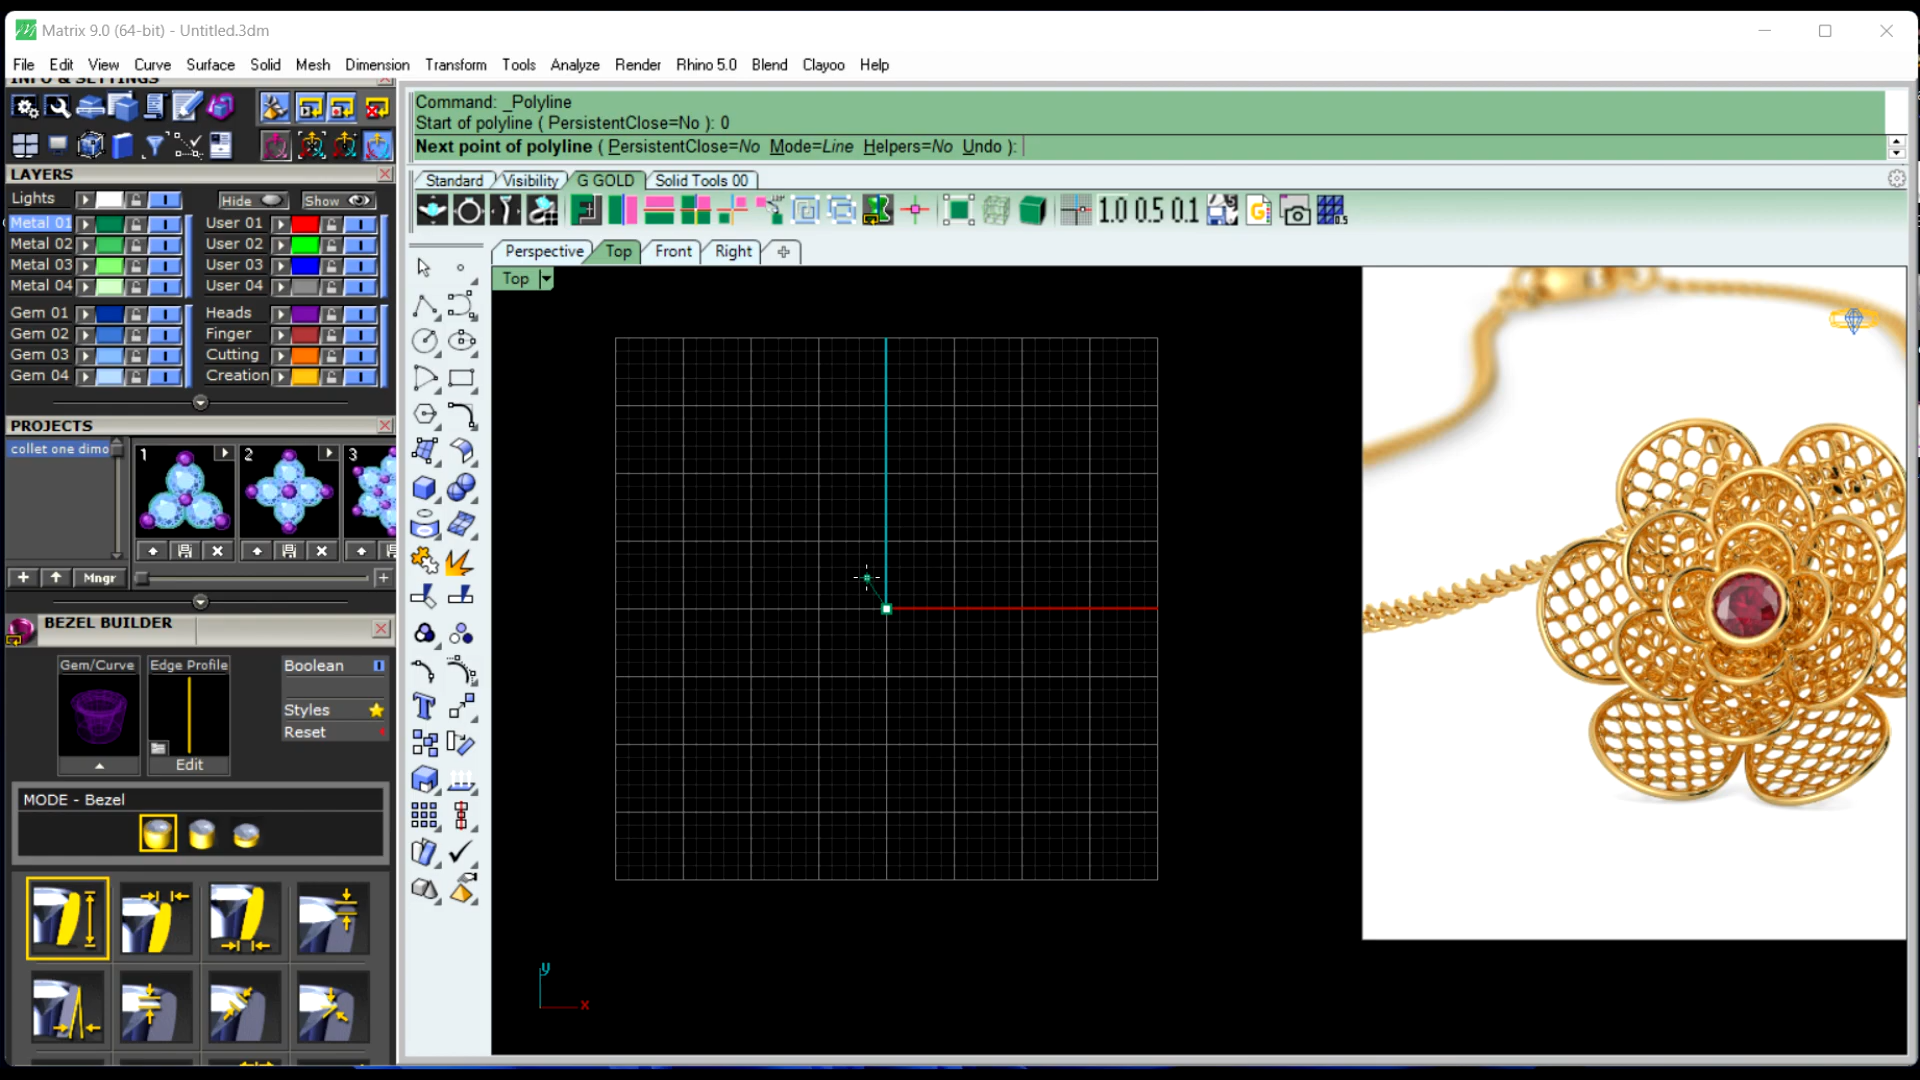 Matrix 9.0 (64-bit) - Untitled.3dm
File Edit View Curve Surface Solid Mesh Dimension Transform Tools Analyze Render Rhino 5.0 Blend Clayoo Help
INFO & SETTINGS
Command: _Polyline
Start of polyline ( PersistentClose=No ): 0
Next point of polyline ( PersistentClose=No Mode=Line Helpers=No Undo ):
LAYERS
Standard Visibility G GOLD Solid Tools 00
Lights Hide Show
1.0 0.5 0.1 0.5
Metal 01 User 01
Metal 02 User 02
Metal 03 User 03
Metal 04 User 04
Gem 01 Heads
Gem 02 Finger
Gem 03 Cutting
Gem 04 Creation
Perspective Top Front Right
Top
PROJECTS
collet one dimo
1 2 3
Mngr
BEZEL BUILDER
Gem/Curve Edge Profile Boolean
Styles
Reset
Edit
MODE - Bezel
y
x